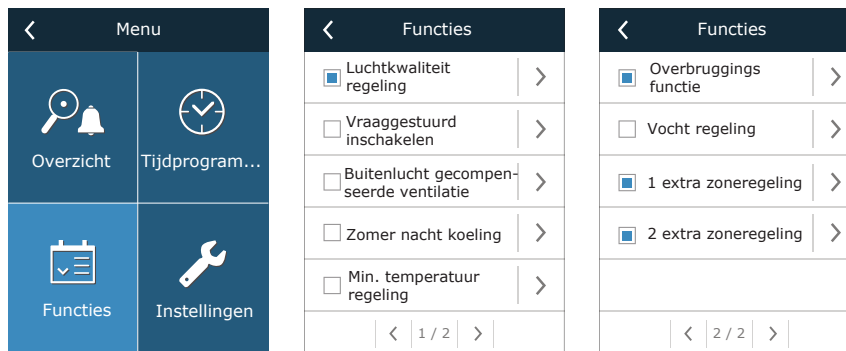 Menu
Overzicht
Tijdprogram...
Functies
Instellingen
Functies
Luchtkwaliteit
regeling
Vraaggestuurd
inschakelen
Buitenlucht gecompen-
seerde ventilatie
Zomer nacht koeling
Min. temperatuur
regeling
1 / 2
Functies
Overbruggings
functie
Vocht regeling
1 extra zoneregeling
2 extra zoneregeling
2 / 2